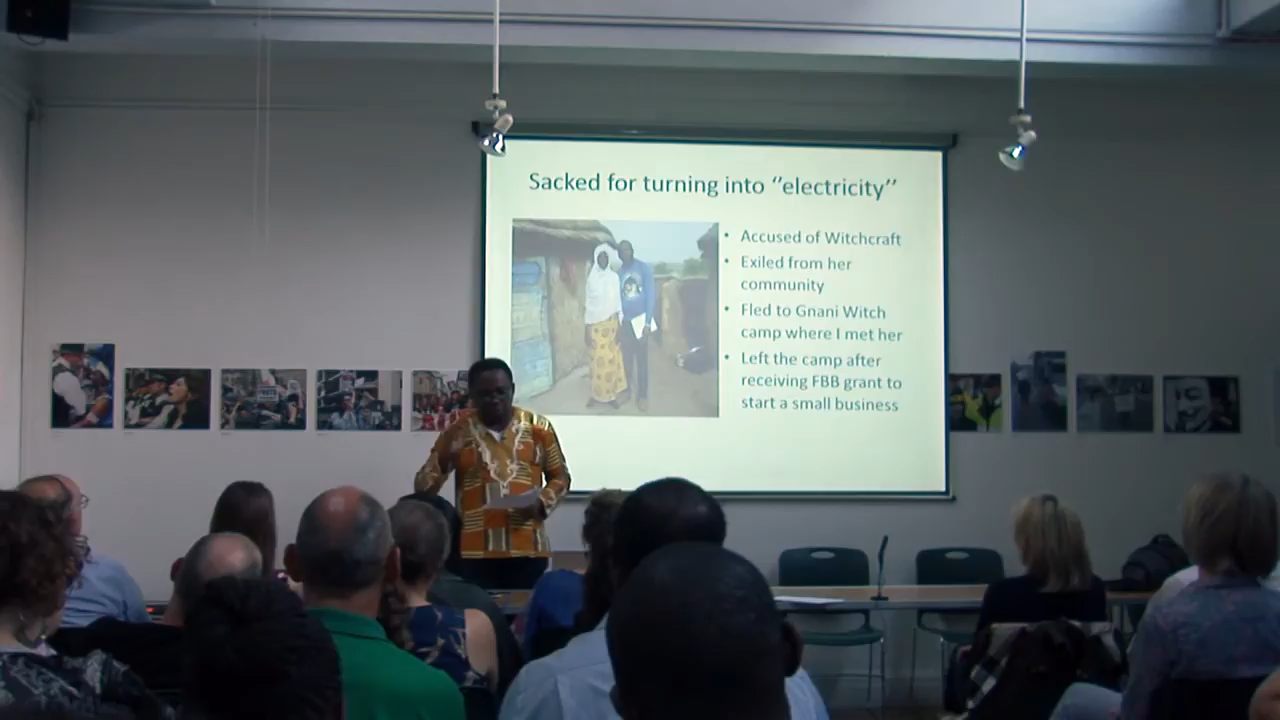 Sacked for turning into ‘’electricity’’
• Accused of Witchcraft
• Exiled from her
community
• Fled to Gnani Witch
camp where I met her
• Left the camp after
receiving FBB grant to
start a small business